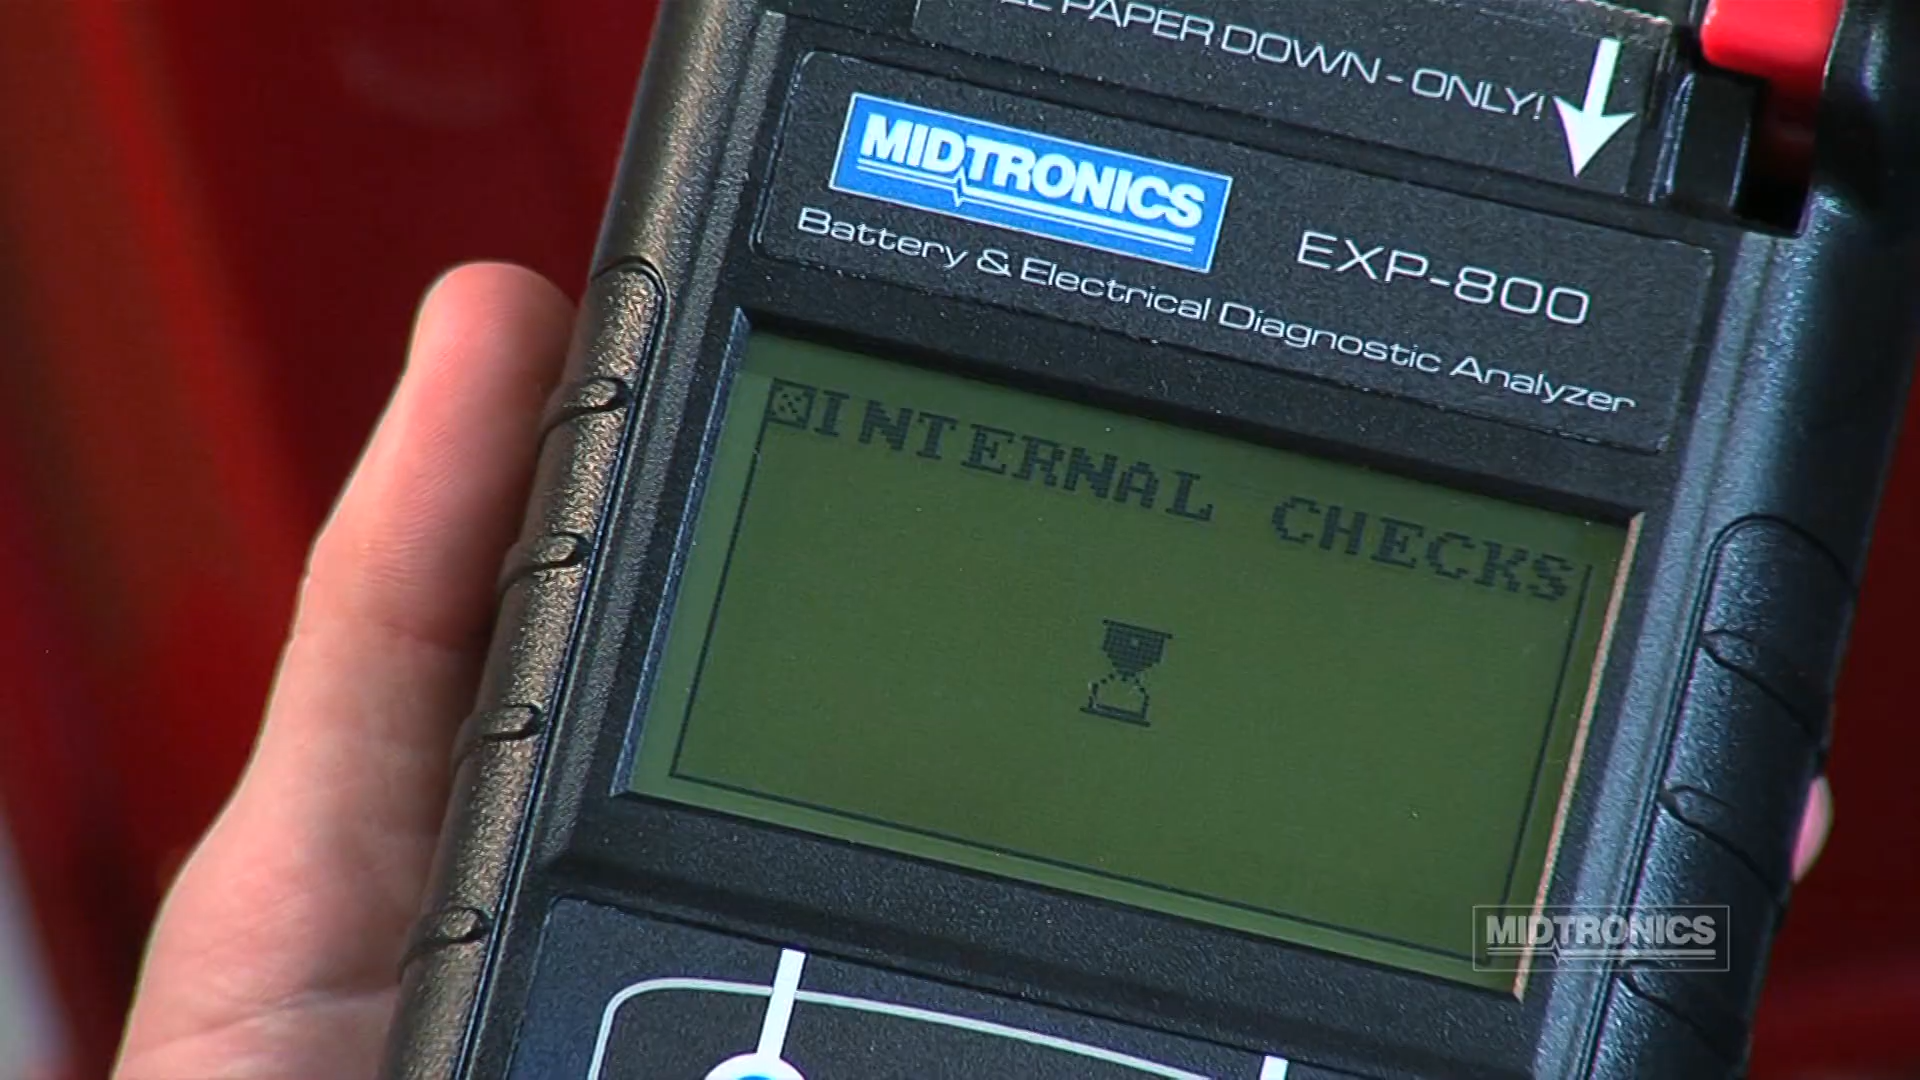 PAPER DOWN - ONLY!
MIDTRONICS
EXP-800
Battery & Electrical Diagnostic Analyzer
INTERNAL CHECKS
MIDTRONICS